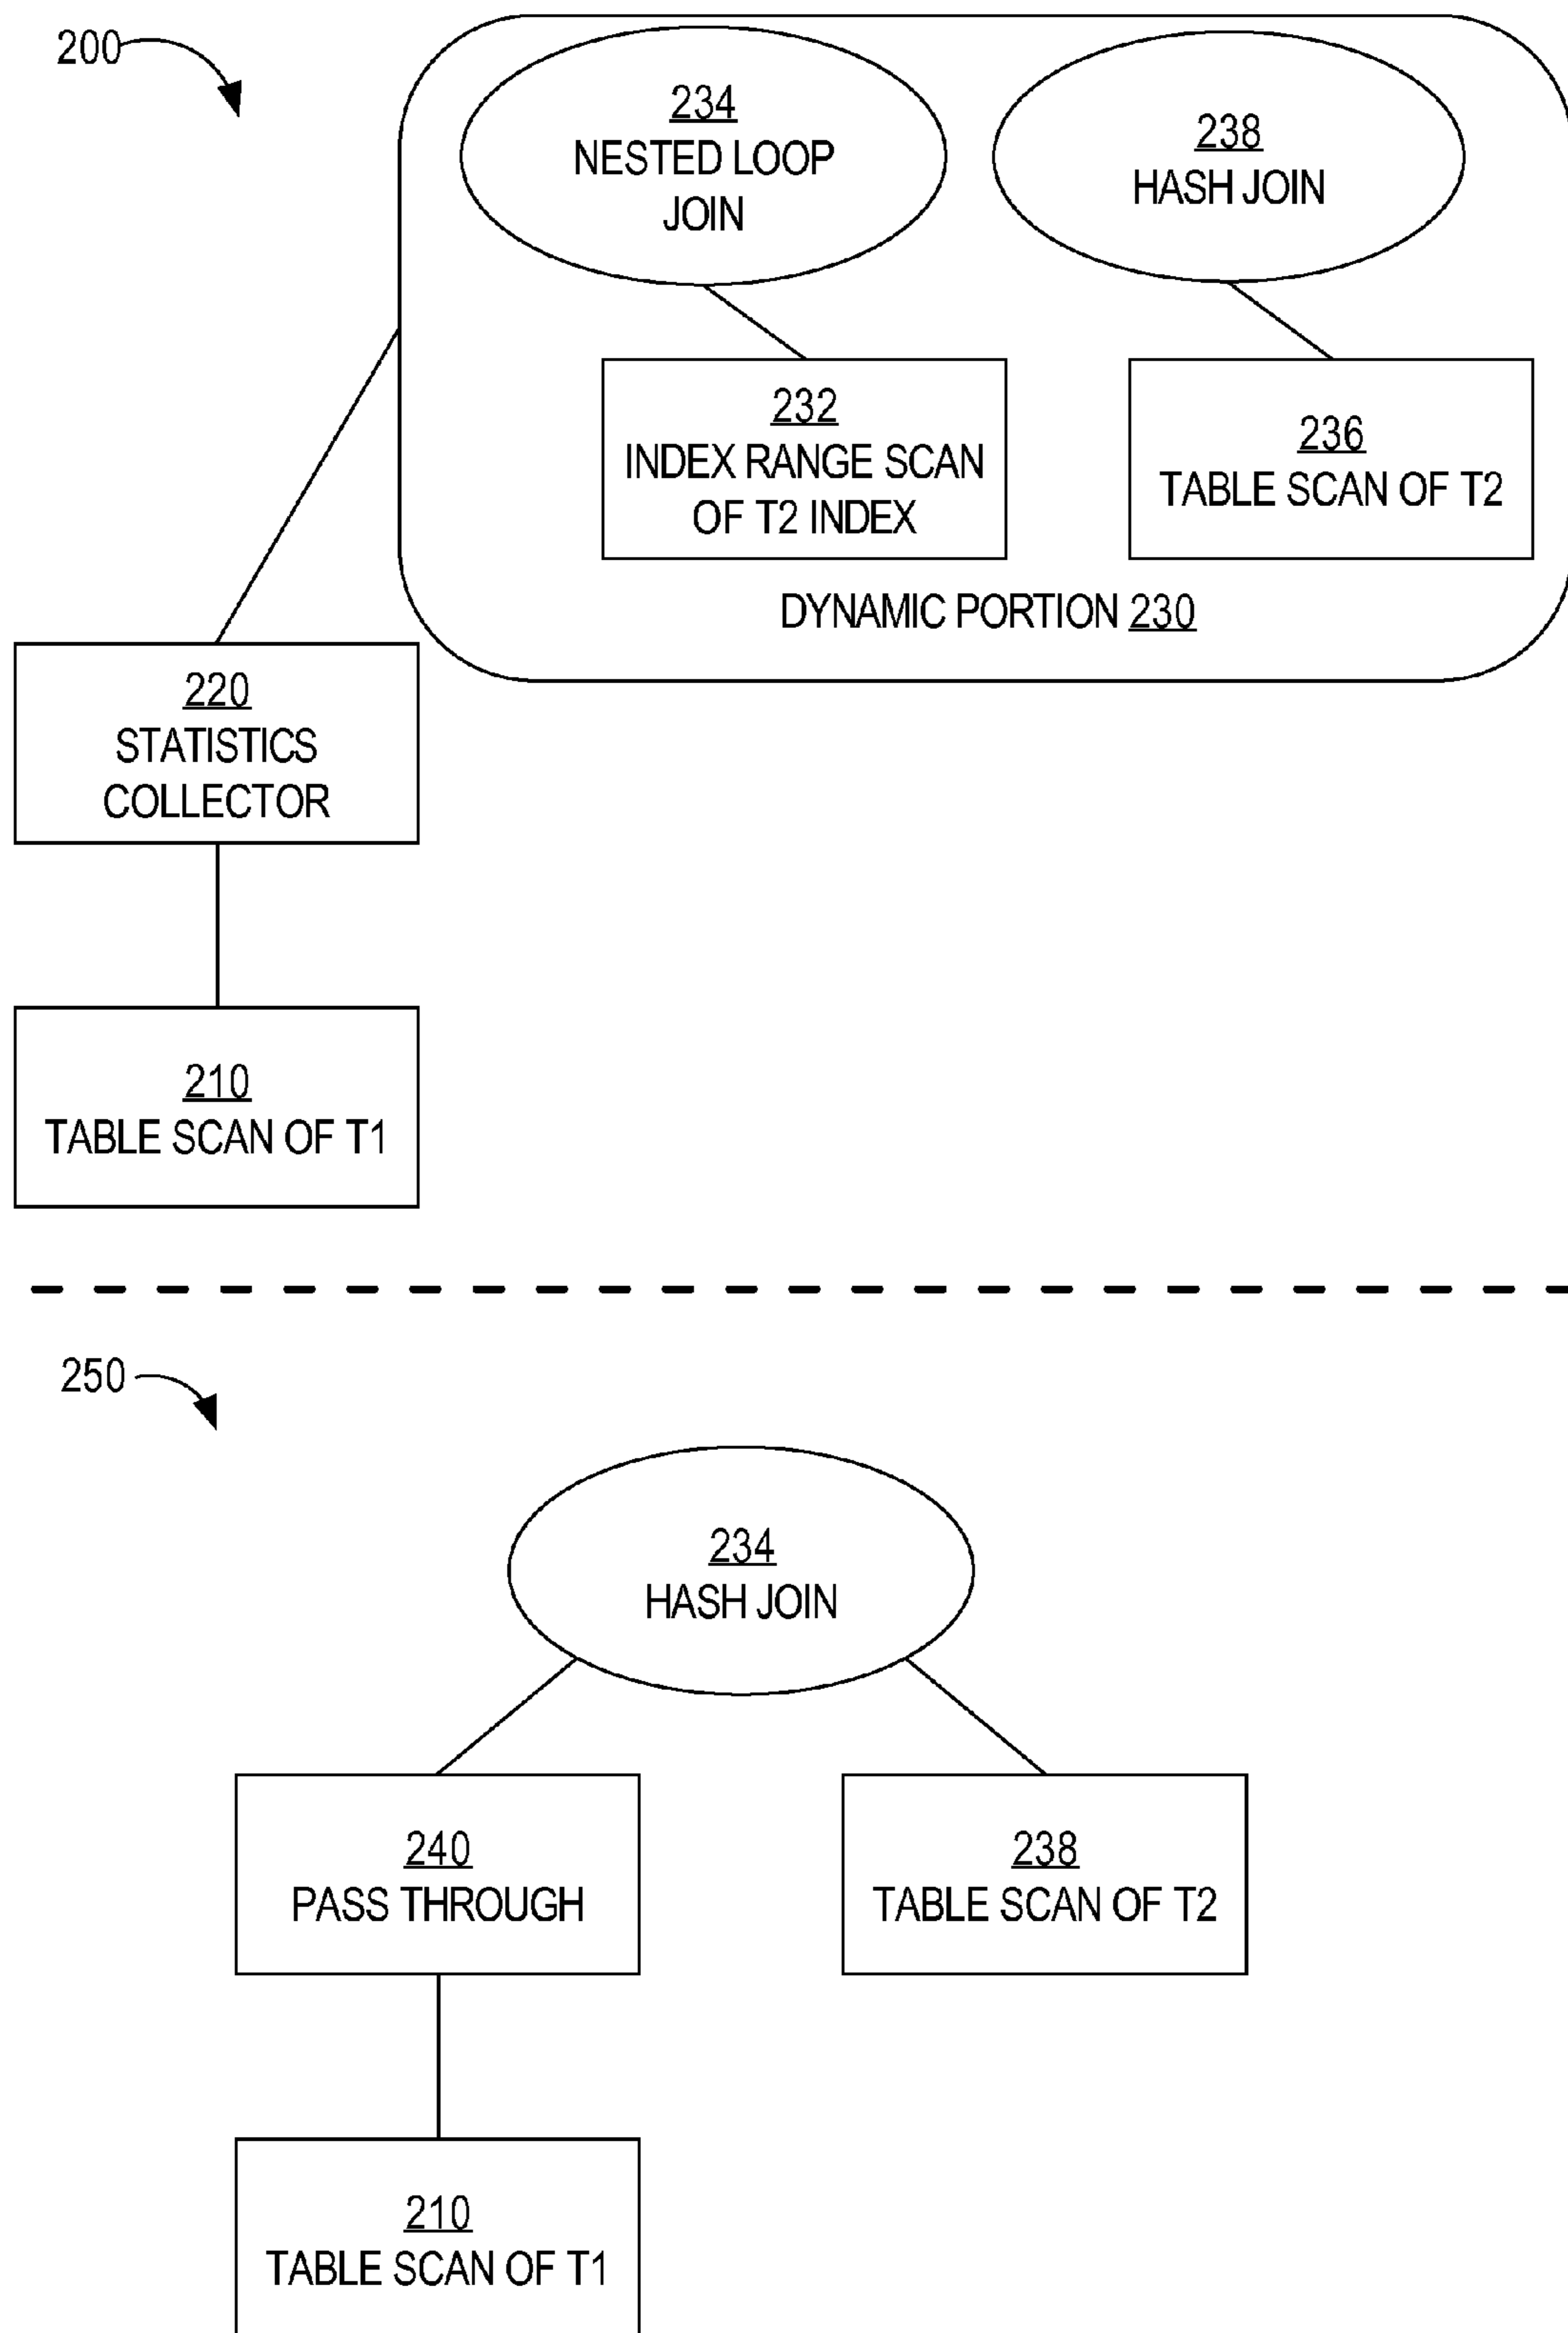 200
234
NESTED LOOP
JOIN
238
HASH JOIN
232
INDEX RANGE SCAN
OF T2 INDEX
236
TABLE SCAN OF T2
DYNAMIC PORTION 230
220
STATISTICS
COLLECTOR
210
TABLE SCAN OF T1
250
234
HASH JOIN
240
PASS THROUGH
238
TABLE SCAN OF T2
210
TABLE SCAN OF T1